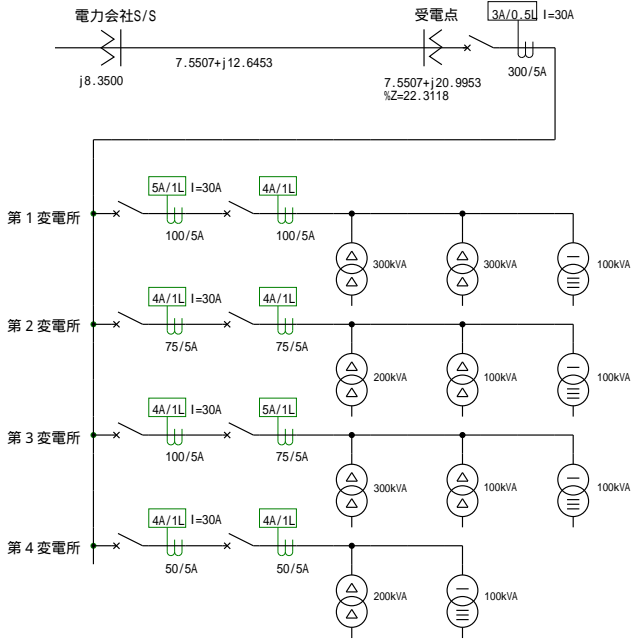 電力会社S/S
受電点
3A/0.5L I=30A
300/5A
7.5507+j12.6453
j8.3500
7.5507+j20.9953
%Z=22.3118
第１変電所
5A/1L I=30A
4A/1L
100/5A
100/5A
300kVA
300kVA
100kVA
第２変電所
4A/1L I=30A
4A/1L
75/5A
75/5A
200kVA
100kVA
100kVA
第３変電所
4A/1L I=30A
5A/1L
100/5A
75/5A
300kVA
100kVA
100kVA
第４変電所
4A/1L I=30A
4A/1L
50/5A
50/5A
200kVA
100kVA